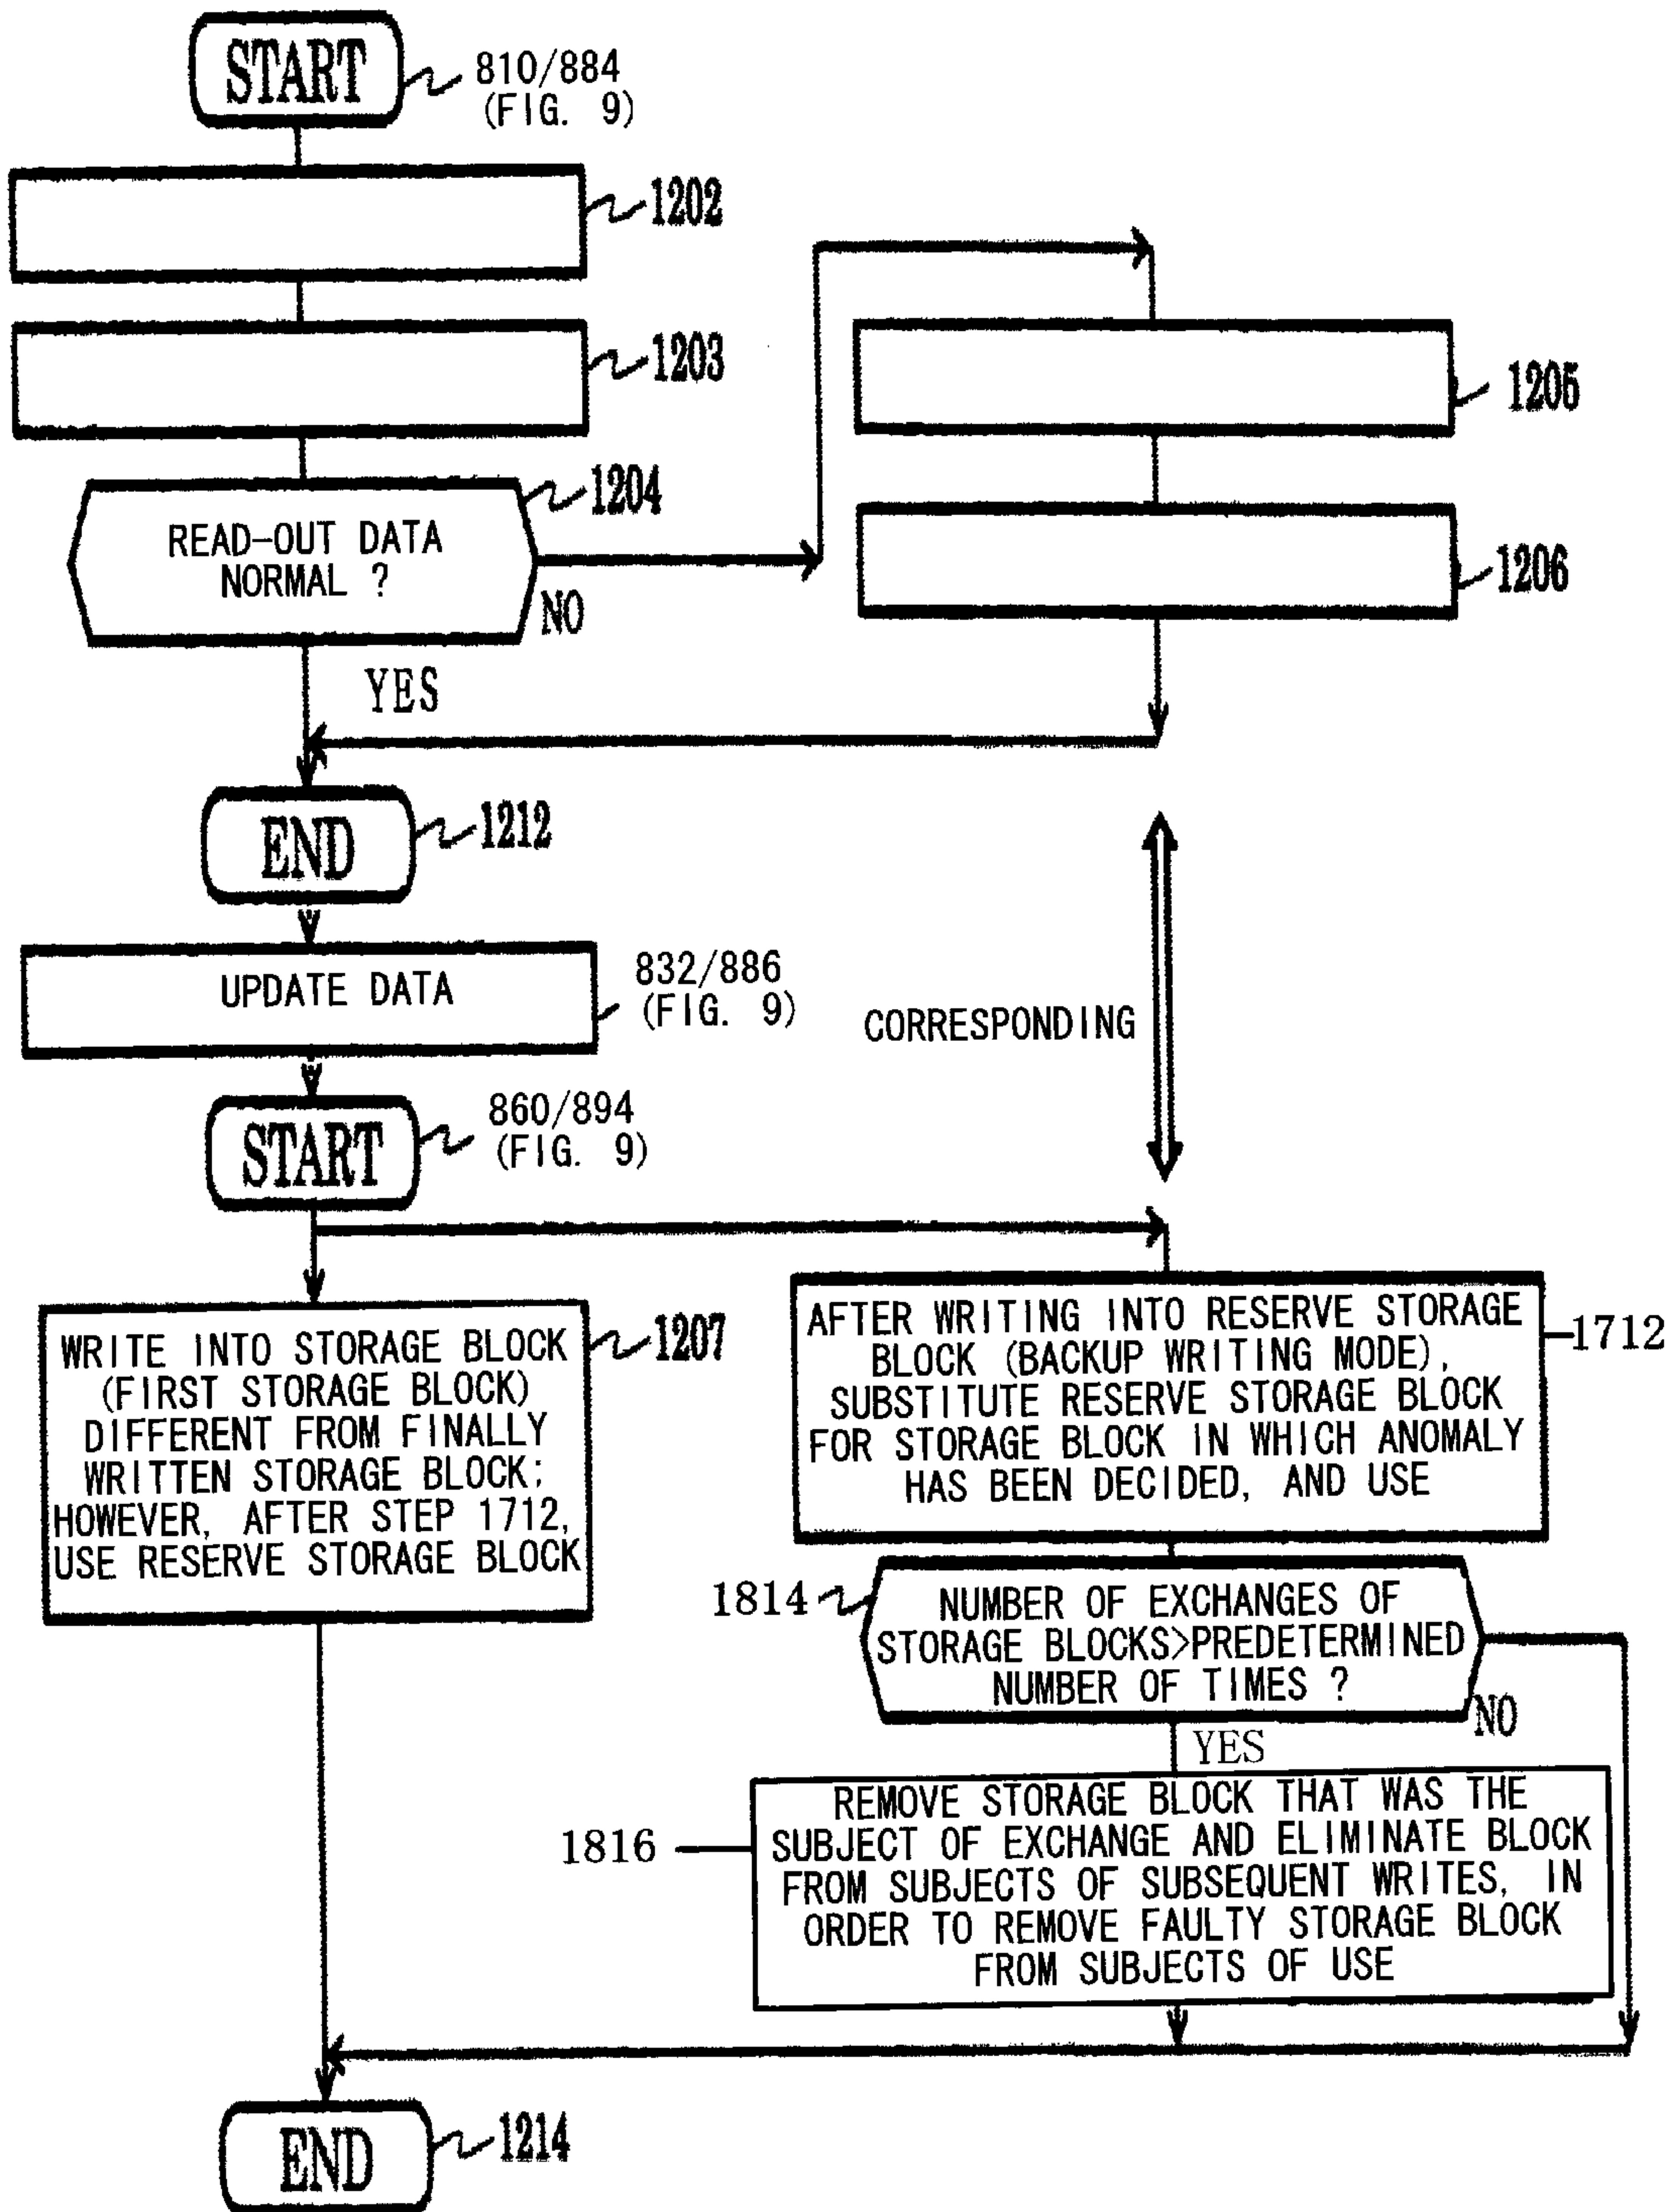 START
810/884
(FIG. 9)
1202
1203
1204
READ-OUT DATA
NORMAL ?
NO
YES
1205
1206
END
1212
UPDATE DATA
832/886
(FIG. 9)
CORRESPONDING
START
860/894
(FIG. 9)
WRITE INTO STORAGE BLOCK
(FIRST STORAGE BLOCK)
DIFFERENT FROM FINALLY
WRITTEN STORAGE BLOCK;
HOWEVER, AFTER STEP 1712,
USE RESERVE STORAGE BLOCK
1207
AFTER WRITING INTO RESERVE STORAGE
BLOCK (BACKUP WRITING MODE),
SUBSTITUTE RESERVE STORAGE BLOCK
FOR STORAGE BLOCK IN WHICH ANOMALY
HAS BEEN DECIDED, AND USE
1712
1814
NUMBER OF EXCHANGES OF
STORAGE BLOCKS>PREDETERMINED
NUMBER OF TIMES ?
NO
YES
1816
REMOVE STORAGE BLOCK THAT WAS THE
SUBJECT OF EXCHANGE AND ELIMINATE BLOCK
FROM SUBJECTS OF SUBSEQUENT WRITES, IN
ORDER TO REMOVE FAULTY STORAGE BLOCK
FROM SUBJECTS OF USE
END
1214